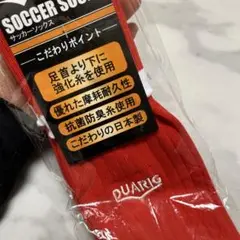 SOCCER SOC
サッカーソックス
こだわりポイント
足首より下に
強化糸を使用
優れた摩耗耐久性
抗菌防臭糸使用
こだわりの日本製
DUARIG